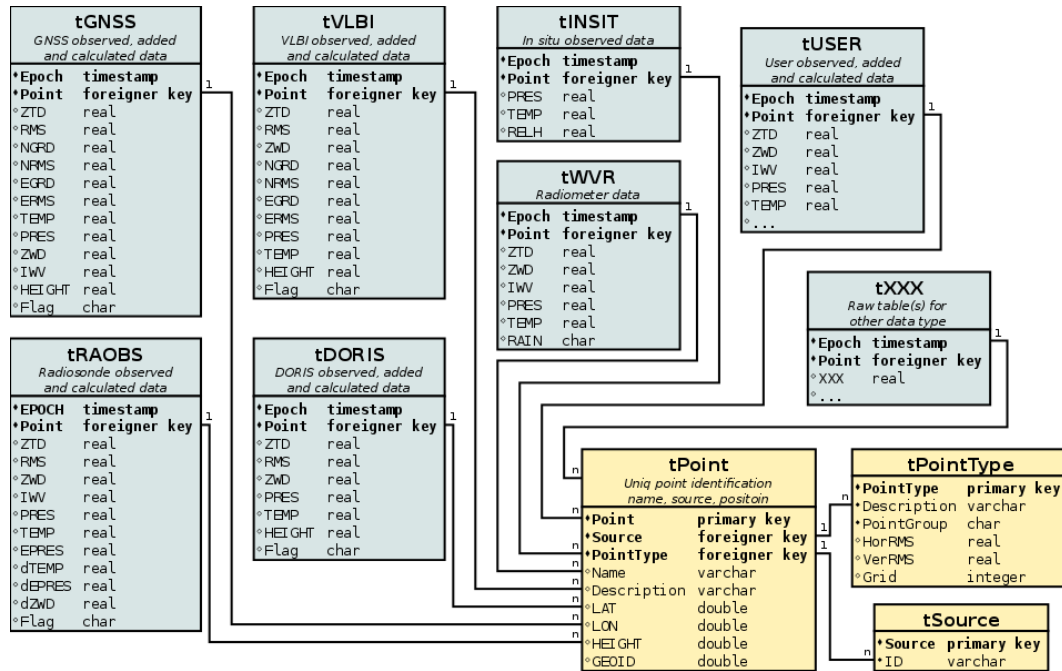 tGNSS
GNSS observed, added
and calculated data
Epoch timestamp
Point foreigner key
ZTD real
RMS real
NGRD real
NRMS real
EGRD real
ERMS real
TEMP real
PRES real
ZWD real
IWV real
HEIGHT real
Flag char
1
tVLBI
VLBI observed, added
and calculated data
Epoch timestamp
Point foreigner key
ZTD real
RMS real
ZWD real
NGRD real
NRMS real
EGRD real
ERMS real
PRES real
TEMP real
HEIGHT real
Flag char
1
tINSIT
In situ observed data
Epoch timestamp
Point foreigner key
PRES real
TEMP real
RELH real
1
tUSER
User observed, added
and calculated data
Epoch timestamp
Point foreigner key
ZTD real
ZWD real
IWV real
PRES real
TEMP real
...
1
tWVR
Radiometer data
Epoch timestamp
Point foreigner key
ZTD real
ZWD real
IWV real
PRES real
TEMP real
RAIN char
1
tXXX
Raw table(s) for
other data type
Epoch timestamp
Point foreigner key
XXX real
...
1
tRAOBS
Radiosonde observed
and calculated data
EPOCH timestamp
Point foreigner key
ZTD real
RMS real
ZWD real
IWV real
PRES real
TEMP real
EPRES real
dTEMP real
dEPRES real
dZWD real
Flag char
1
tDORIS
DORIS observed, added
and calculated data
Epoch timestamp
Point foreigner key
ZTD real
RMS real
ZWD real
PRES real
TEMP real
HEIGHT real
Flag char
1
tPoint
Uniq point identification
name, source, positoin
Point primary key
Source foreigner key
PointType foreigner key
Name varchar
Description varchar
LAT double
LON double
HEIGHT double
GEOID double
n
n
n
n
n
n
n
n
1
1
tPointType
PointType primary key
Description varchar
PointGroup char
HorRMS real
VerRMS real
Grid integer
n
tSource
Source primary key
ID varchar
n